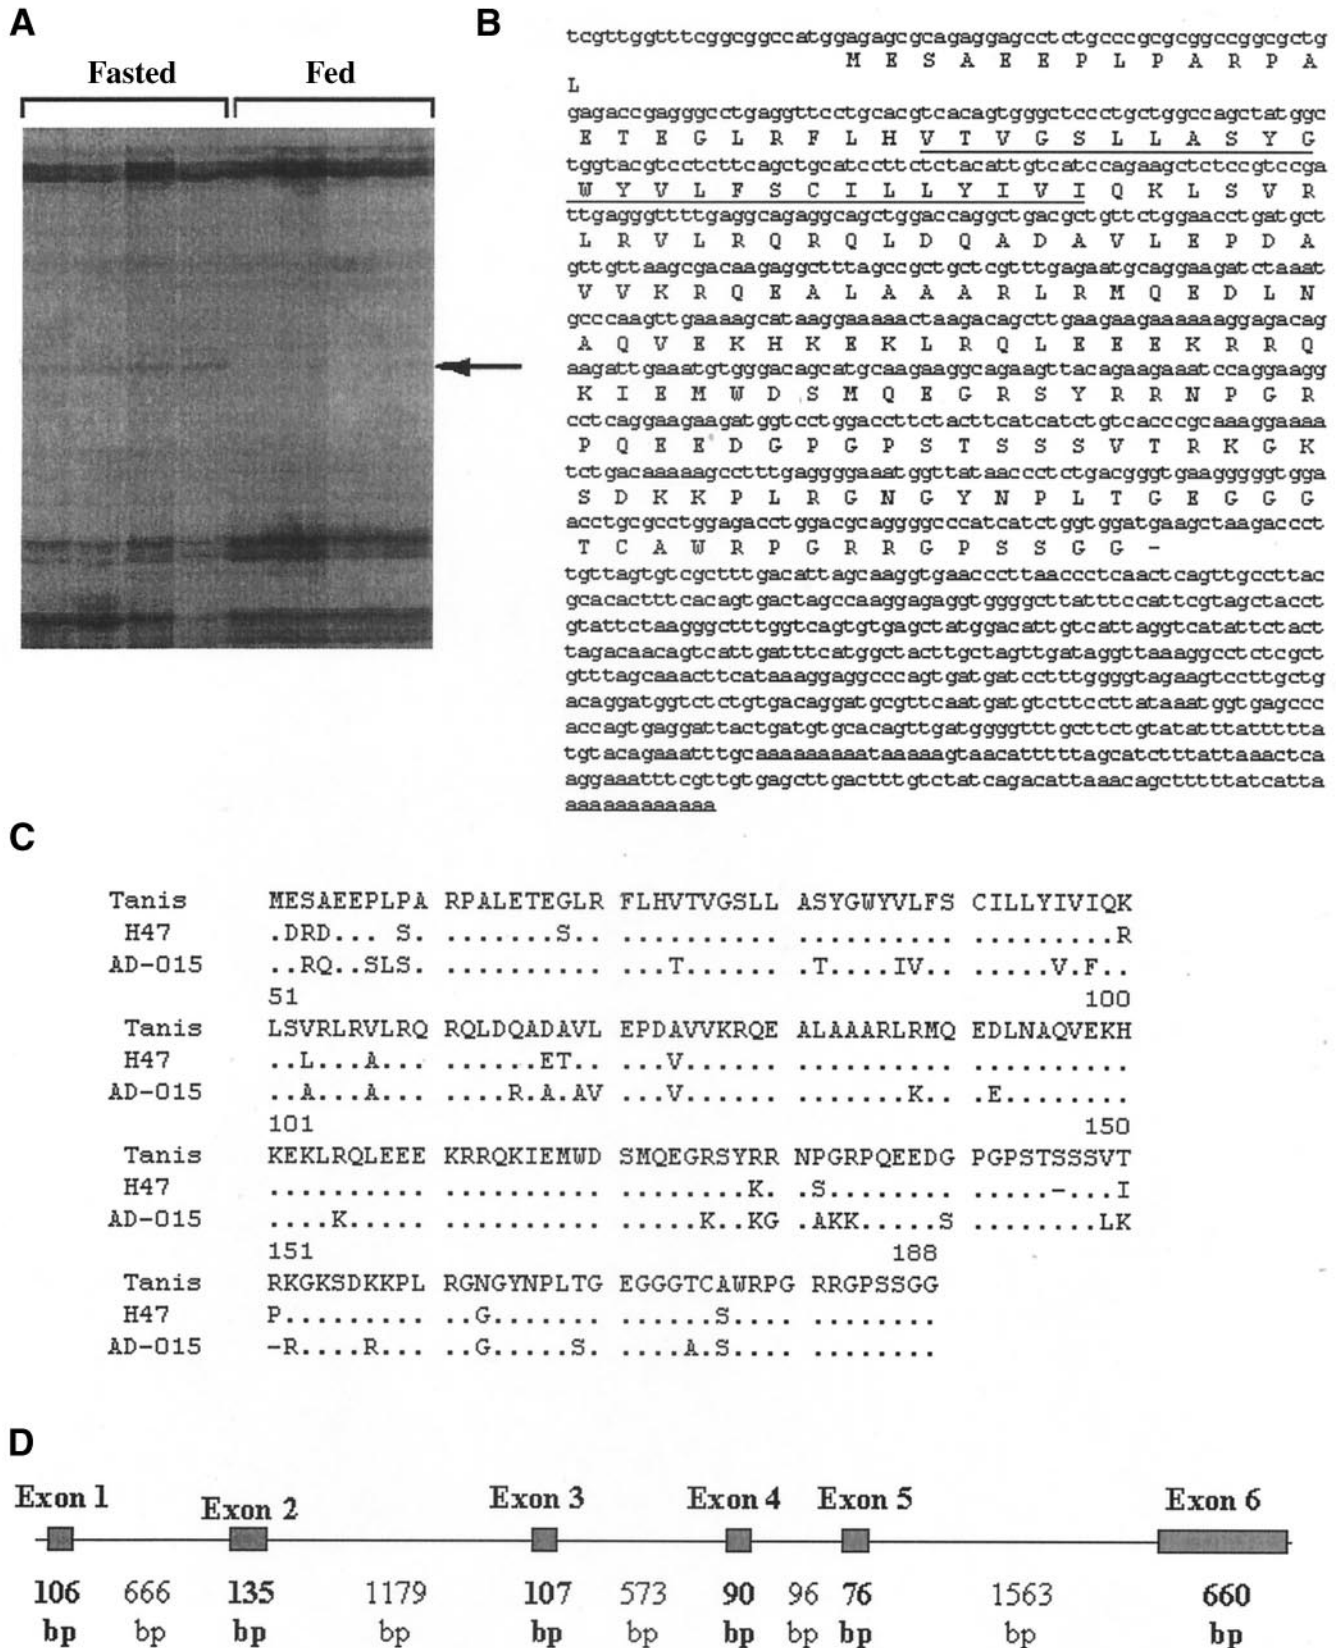 A
Fasted
Fed
B
tcgttggtttcggcggccatggagagcgcagaggagcctctgcccgcgcggccggcgctg
M E S A E E P L P A R P A
L
gagaccgagggcctgaggttcctgcacgtcacagtgggctccctgctggccagctatggc
E T E G L R F L H V T V G S L L A S Y G
tggtacgtcctcttcagctgcatccttctctacattgtcatccagaagctctccgtccga
W Y V L F S C I L L Y I V I Q K L S V R
ttgagggttttgaggcagaggcagctggaccaggctgacgctgttctggaacctgatgct
L R V L R Q R Q L D Q A D A V L E P D A
gttgttaagcgacaagaggctttagccgctgctcgtttgagaatgcaggaagatctaaat
V V K R Q E A L A A A R L R M Q E D L N
gcccaagttgaaaagcataaggaaaaactaagacagcttgaagaagaaaaaaggagacag
A Q V E K H K E K L R Q L E E E K R R Q
aagattgaaatgtgggacagcatgcaagaaggcagaagttacagaagaaatccaggaagg
K I E M W D S M Q E G R S Y R R N P G R
cctcaggaagaagatggtcctggaccttctacttcatcatctgtcacccgcaaaggaaaa
P Q E E D G P G P S T S S S V T R K G K
tctgacaaaaagcctttgaggggaaatggttataaccctctgacgggtgaagggggtgga
S D K K P L R G N G Y N P L T G E G G G
acctgcgcctggagacctggacgcaggggcccatcatctggtggatgaagctaagaccct
T C A W R P G R R G P S S G G -
tgttagtgtcgctttgacattagcaaggtgaacccttaaccctcaactcagttgccttac
gcacactttcacagtgactagccaaggagaggtggggcttatttccattcgtagctacct
gtattctaagggctttggtcagtgtgagctatggacattgtcattaggtcatattctact
tagacaacagtcattgatttcatggctacttgctagttgataggttaaaggcctctcgct
gtttagcaaacttcataaaggaggcccagtgatgatcctttggggtagaagtccttgctg
acaggatggtctctgtgacaggatgcgttcaatgatgtcttccttataaatggtgagccc
accagtgaggattactgatgtgcacagttgatggggtttgcttctgtatatttattttta
tgtacagaaatttgcaaaaaaaaaataaaaagtaacatttttagcatctttattaaactca
aggaaatttcgttgtgagcttgactttgtctatcagacattaaacagctttttatcatta
aaaaaaaaaaaa
C
Tanis MESAEEPLPA RPALETEGLR FLHVTVGSLL ASYGWYVLFS CILLYIVIQK
H47 .DRD... S. .......S.. .......... .......... .........R
AD-015 ..RQ..SLS. .......... ....T..... .T....IV.. .....V.F..
51 100
Tanis LSVRLRVLRQ RQLDQADAVL EPDAVVKRQE ALAAARLRMQ EDLNAQVEKH
H47 ..L...A... ......ET.. ...V...... .......... ..........
AD-015 ..A...A... ....R.A.AV ...V...... .......K.. .E........
101 150
Tanis KEKLRQLEEE KRRQKIEMWD SMQEGRSYRR NPGRPQEEDG PGPSTSSSVT
H47 .......... .......... ........K. .S........ .....-...I
AD-015 ....K..... .......... .....K..KG .AKK.....S ........LK
151 188
Tanis RKGKSDKKPL RGNGYNPLTG EGGGTCAWRPG RRGPSSGG
H47 P......... ..G....... .......S.... ........
AD-015 -R....R... ..G.....S. ....A.S.... ........
D
Exon 1 Exon 2 Exon 3 Exon 4 Exon 5 Exon 6
106 666 135 1179 107 573 90 96 76 1563 660
bp bp bp bp bp bp bp bp bp bp bp